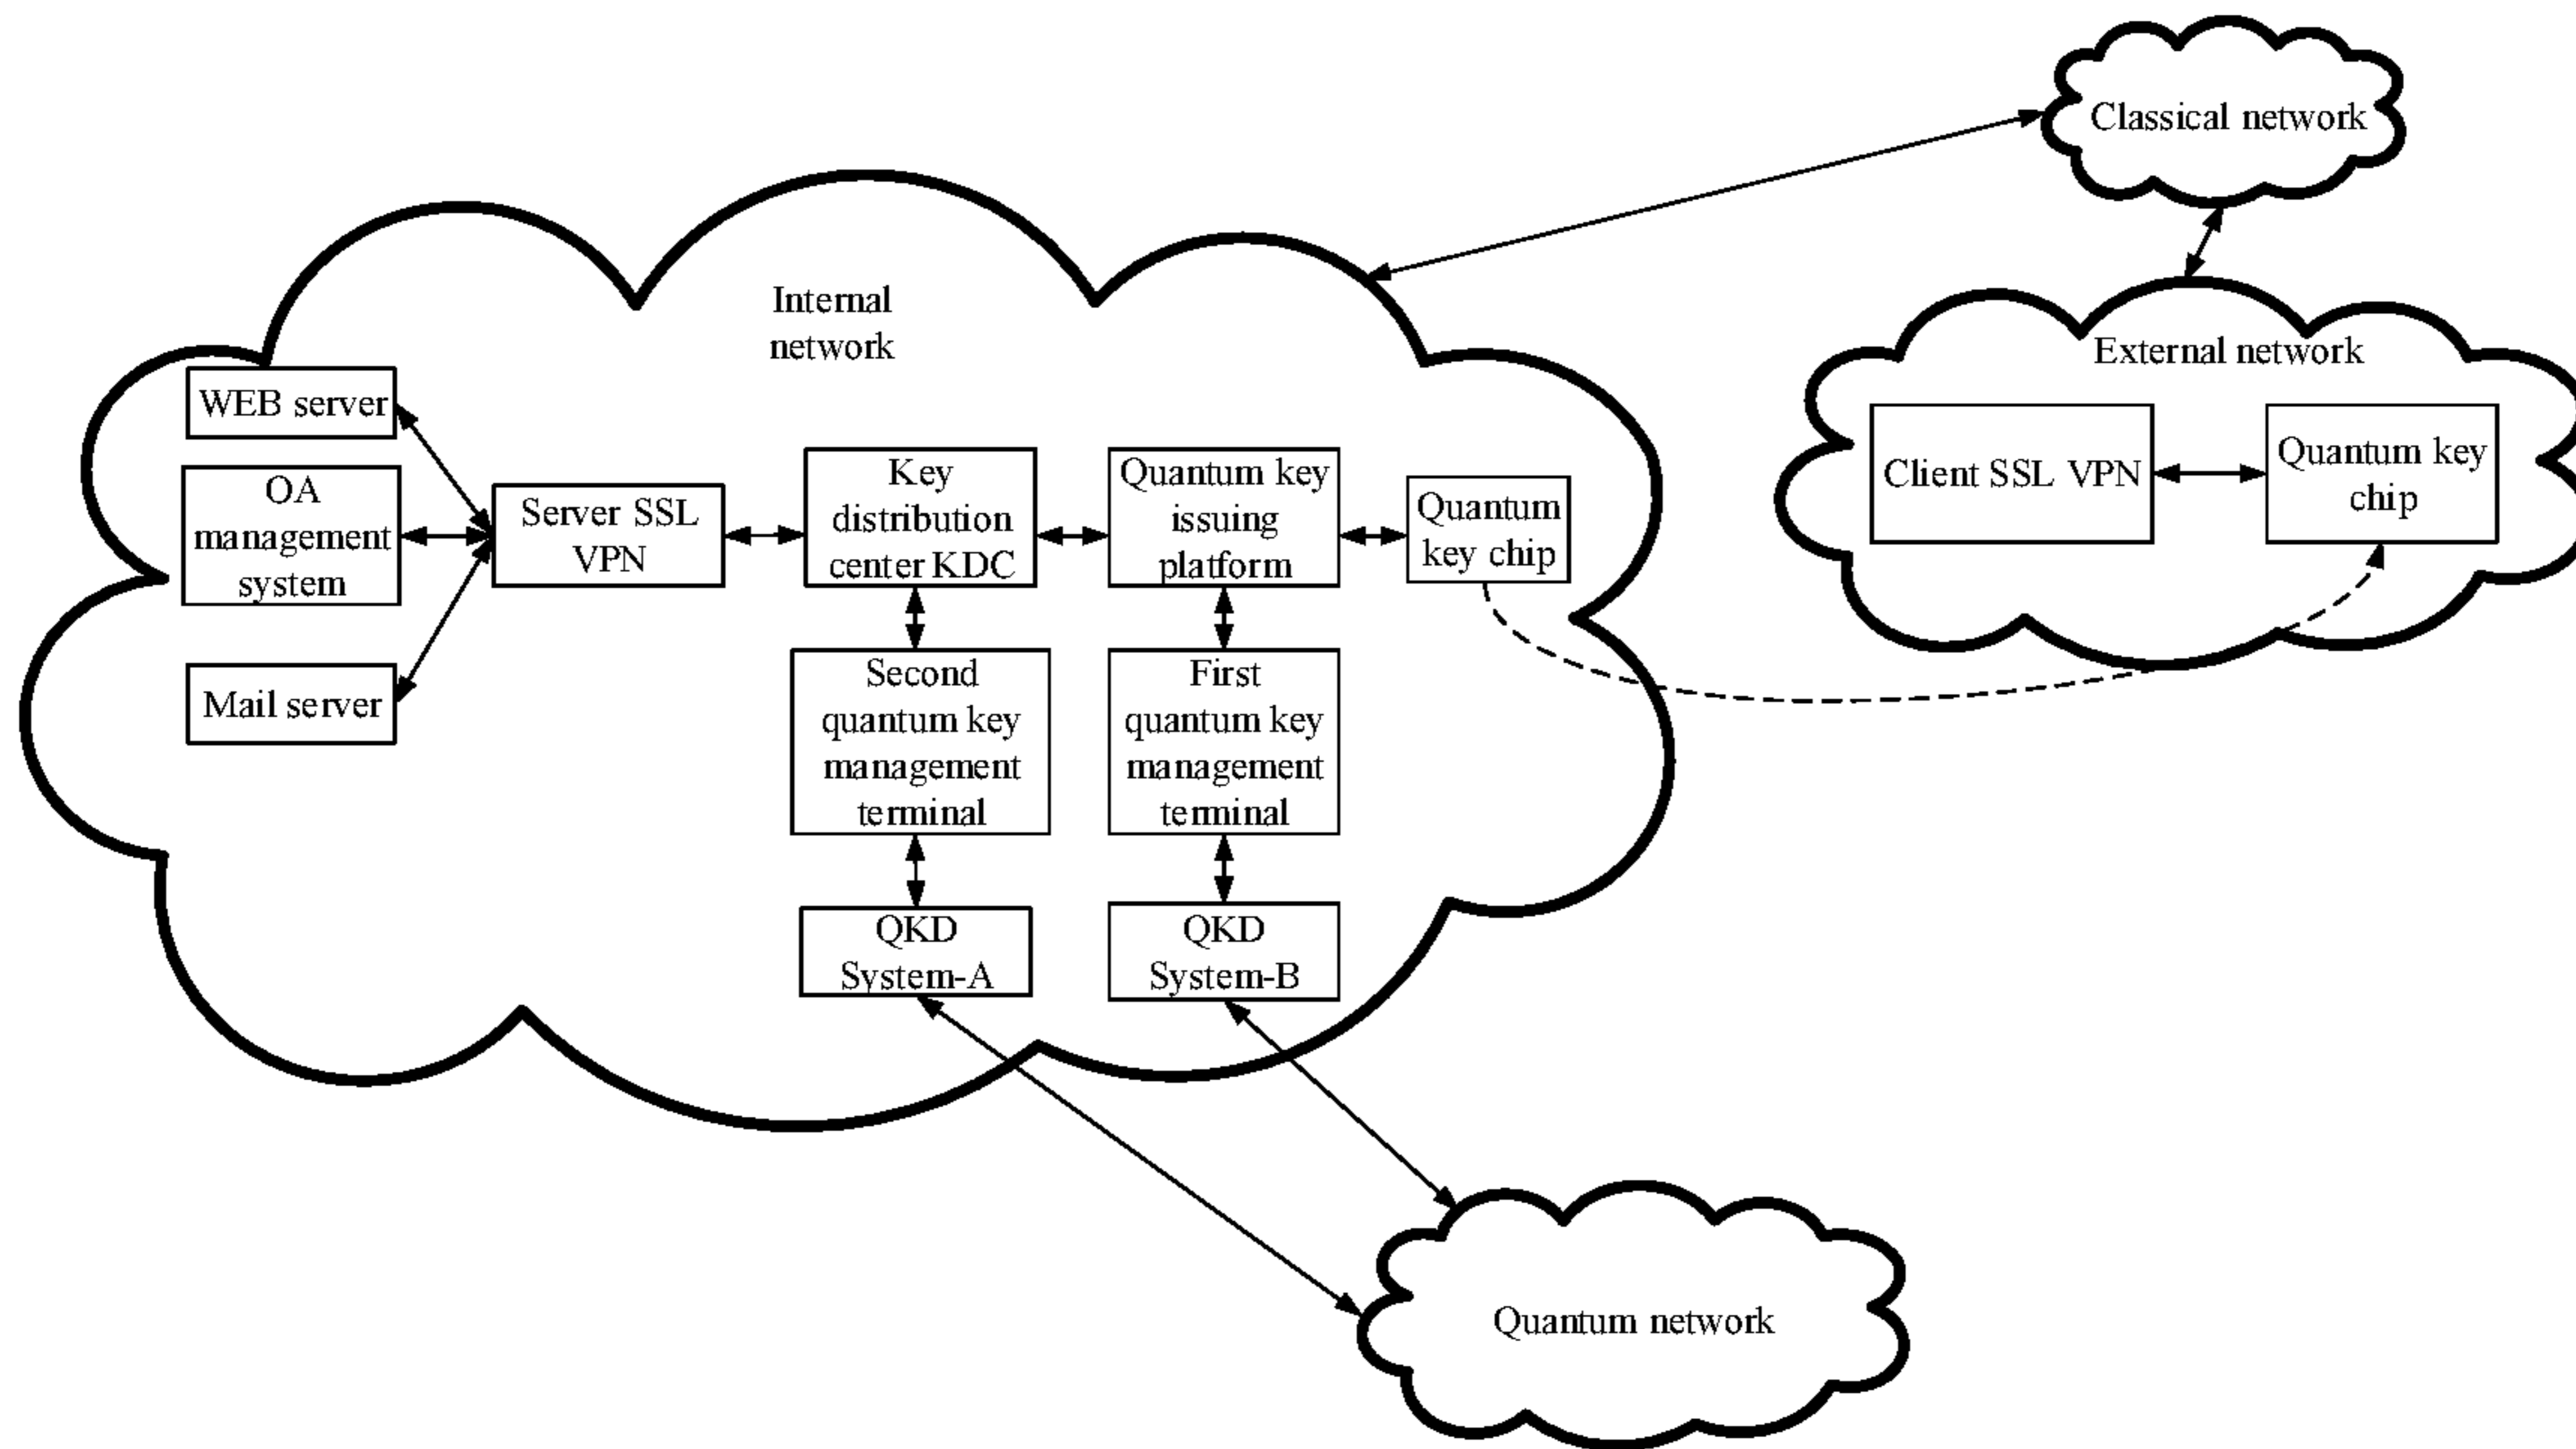 Classical network
Internal
network
External network
WEB server
OA
management
system
Mail server
Server SSL
VPN
Key
distribution
center KDC
Quantum key
issuing
platform
Quantum
key chip
Client SSL VPN
Quantum key
chip
Second
quantum key
management
terminal
First
quantum key
management
terminal
QKD
System-A
QKD
System-B
Quantum network